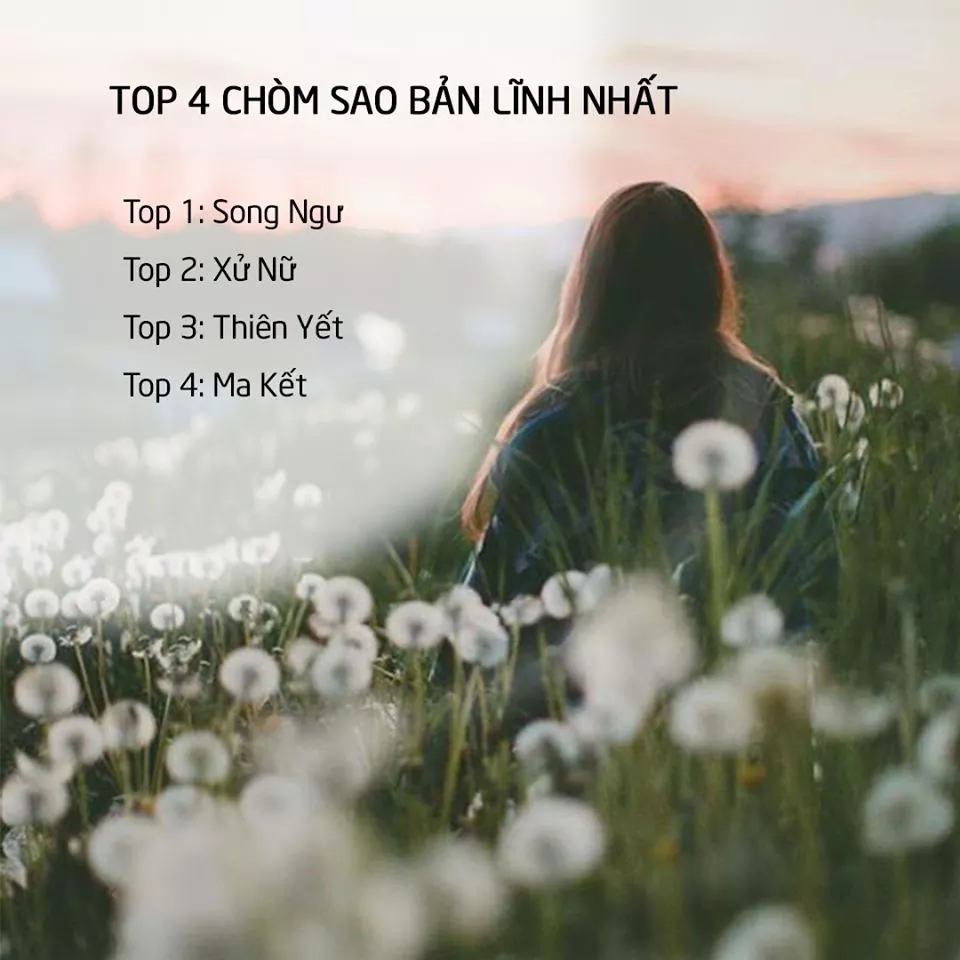 TOP 4 CHÒM SAO BẢN LĨNH NHẤT
Top 1: Song Ngư
Top 2: Xử Nữ
Top 3: Thiên Yết
Top 4: Ma Kết